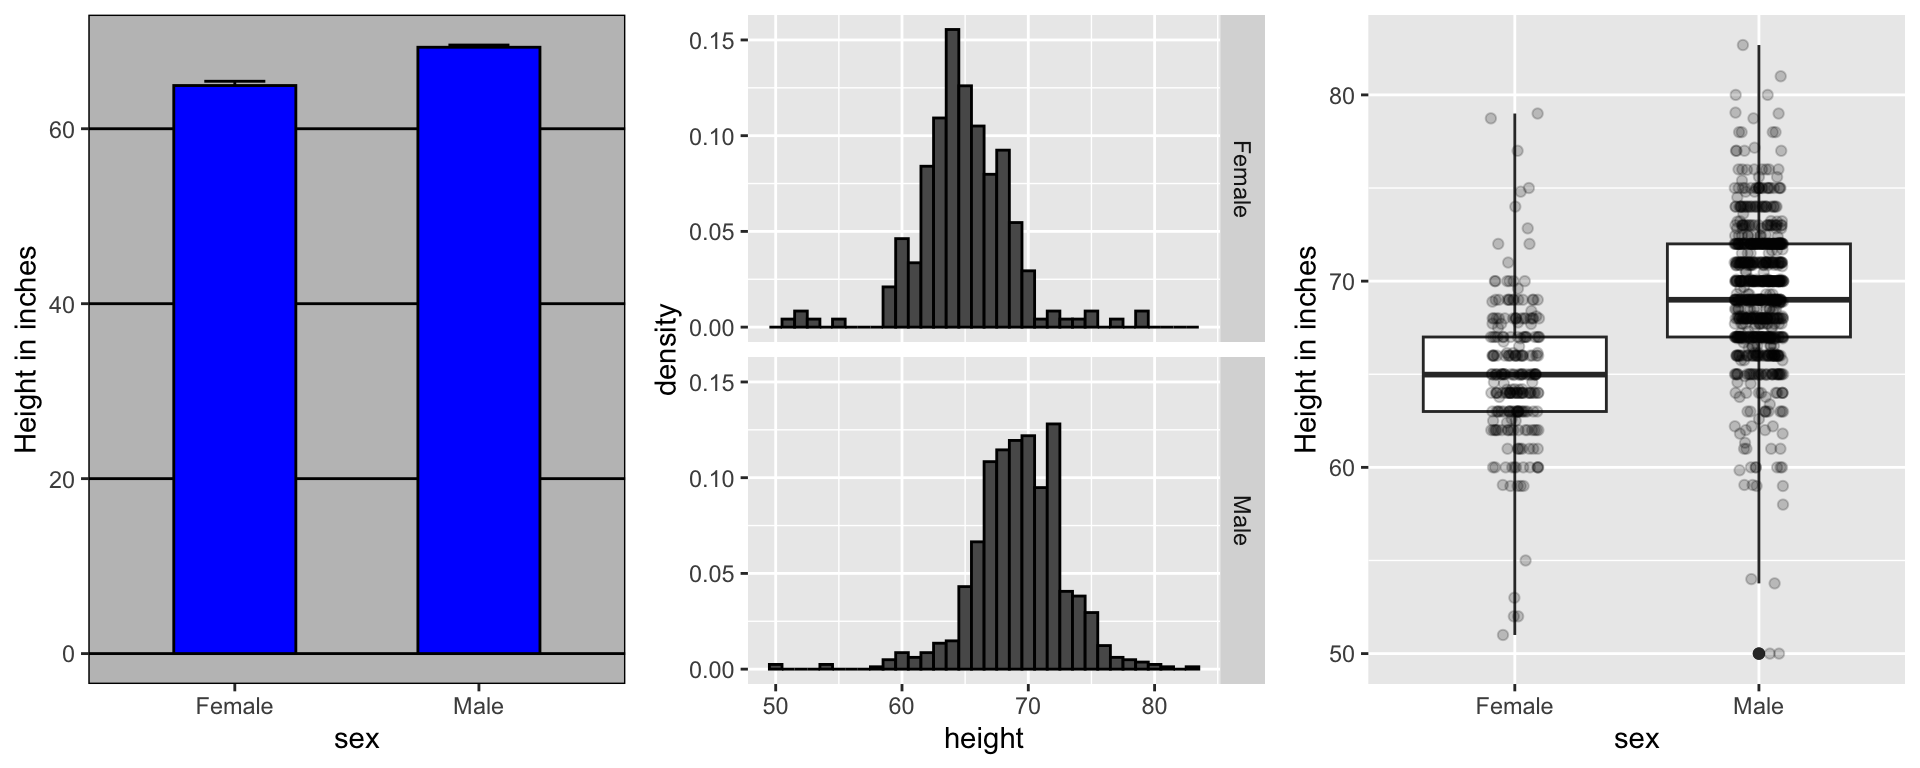 Height in inches
60
40
20
0
Female Male
sex
density
0.15
0.10
0.05
0.00
Female
0.15
0.10
0.05
0.00
Male
50 60 70 80
height
Height in inches
80
70
60
50
Female Male
sex